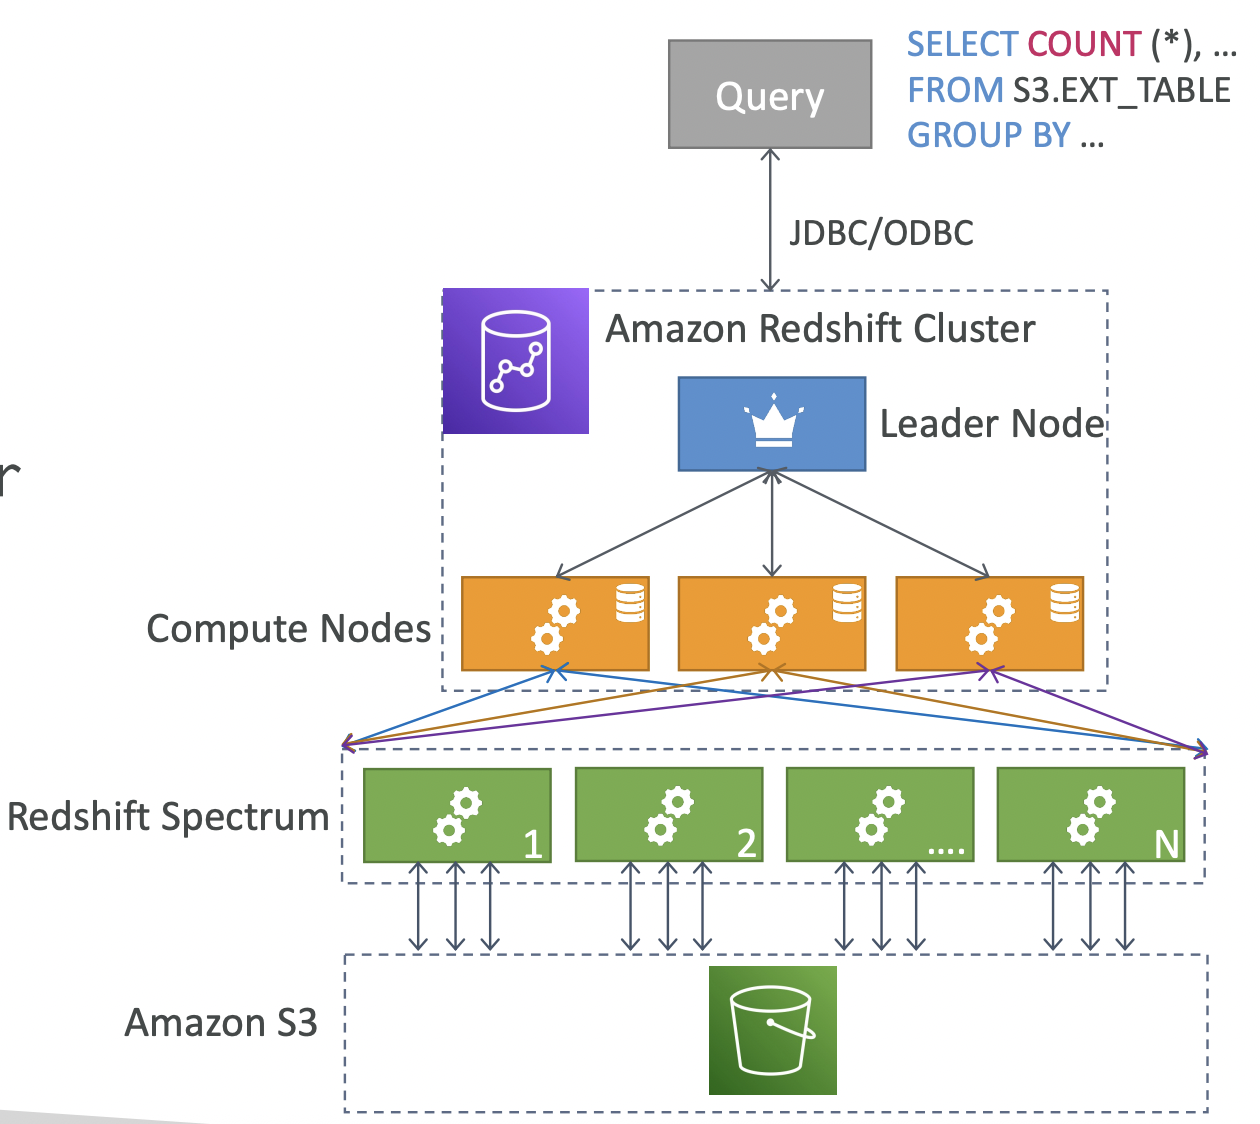 SELECT COUNT (*), ...
FROM S3.EXT_TABLE
GROUP BY ...
Query
JDBC/ODBC
Amazon Redshift Cluster
Leader Node
r
Compute Nodes
Redshift Spectrum
1
2
....
N
Amazon S3